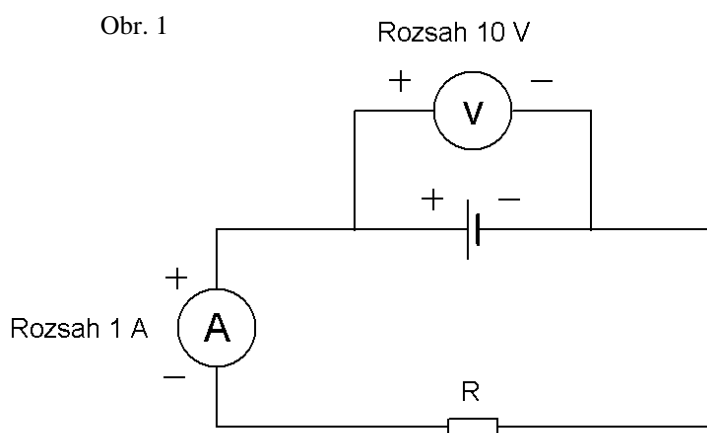 Obr. 1
Rozsah 10 V
+ −
V
+ −
+
Rozsah 1 A
A
−
R